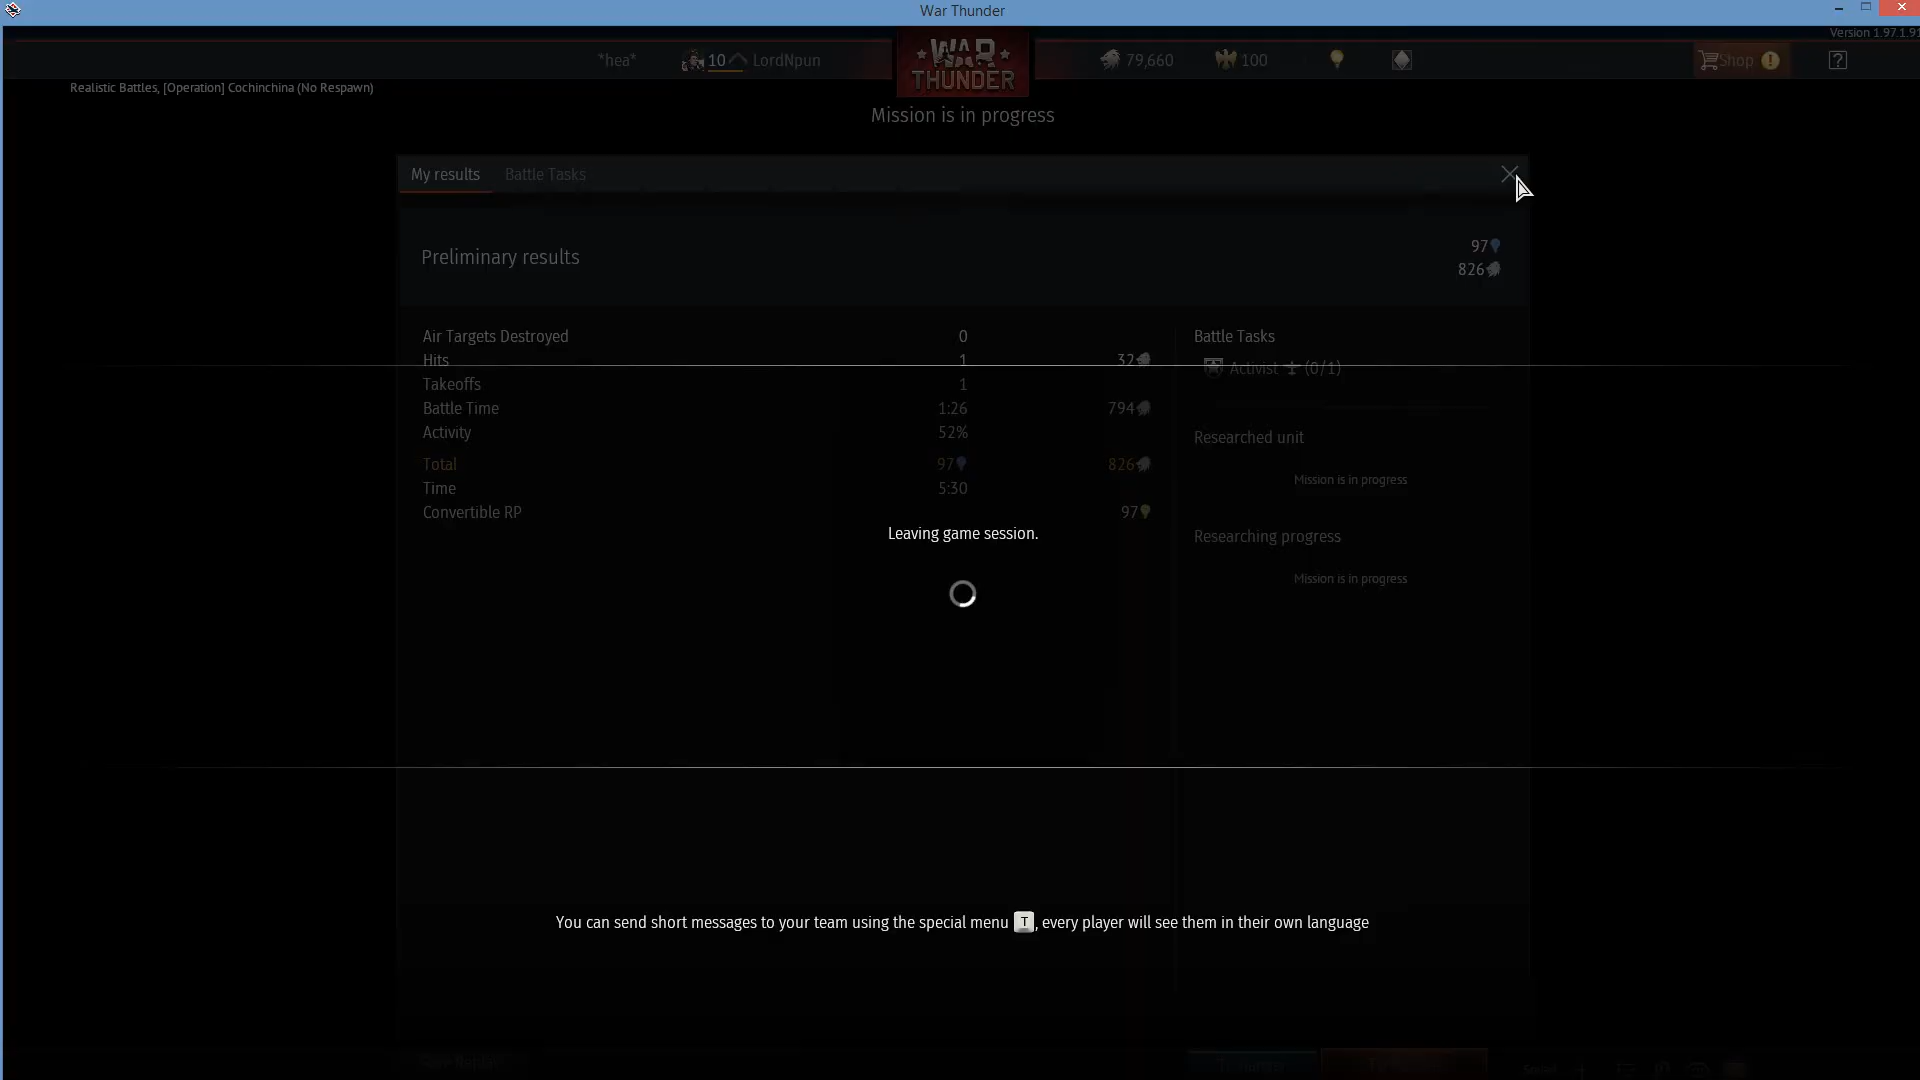 War Thunder
Version 1.97.1.91
*hea*
10 LordNpun
WAR
THUNDER
79,660
100
Shop
?
Realistic Battles, [Operation] Cochinchina (No Respawn)
Mission is in progress
My results Battle Tasks
Preliminary results
97
826
Air Targets Destroyed 0
Hits 1 32
Takeoffs 1
Battle Time 1:26 794
Activity 52%
Total 97 826
Time 5:30
Convertible RP 97
Battle Tasks
Activist (0/1)
Researched unit
Mission is in progress
Researching progress
Mission is in progress
Leaving game session.
You can send short messages to your team using the special menu T, every player will see them in their own language